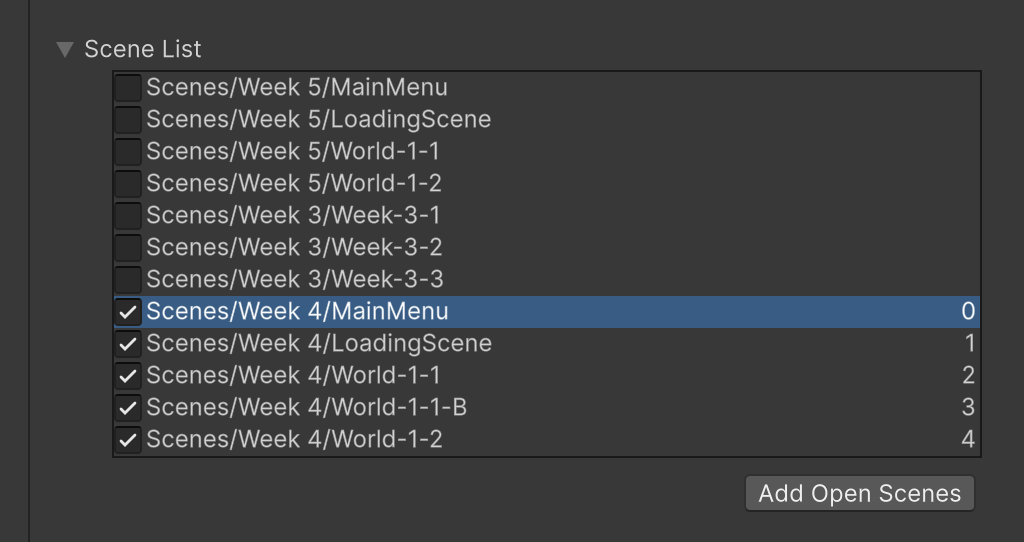 Scene List
Scenes/Week 5/MainMenu
Scenes/Week 5/LoadingScene
Scenes/Week 5/World-1-1
Scenes/Week 5/World-1-2
Scenes/Week 3/Week-3-1
Scenes/Week 3/Week-3-2
Scenes/Week 3/Week-3-3
Scenes/Week 4/MainMenu 0
Scenes/Week 4/LoadingScene 1
Scenes/Week 4/World-1-1 2
Scenes/Week 4/World-1-1-B 3
Scenes/Week 4/World-1-2 4
Add Open Scenes